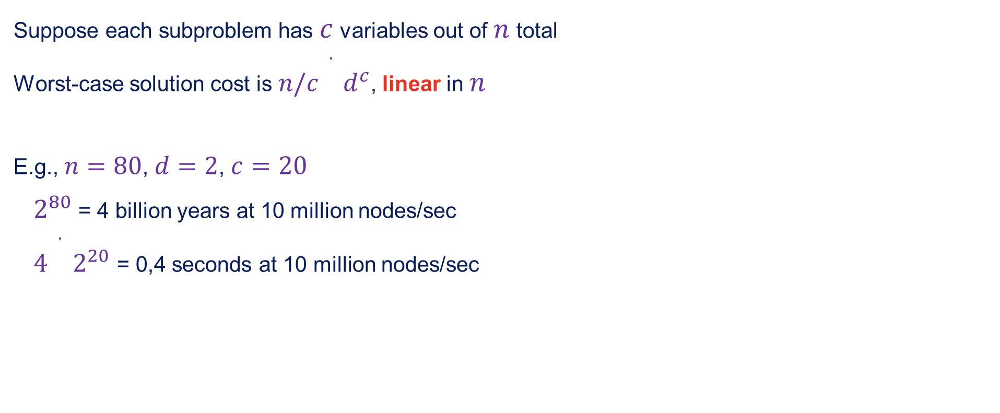 Suppose each subproblem has c variables out of n total
Worst-case solution cost is n/c · d^c, linear in n
E.g., n = 80, d = 2, c = 20
2^80 = 4 billion years at 10 million nodes/sec
4 · 2^20 = 0,4 seconds at 10 million nodes/sec